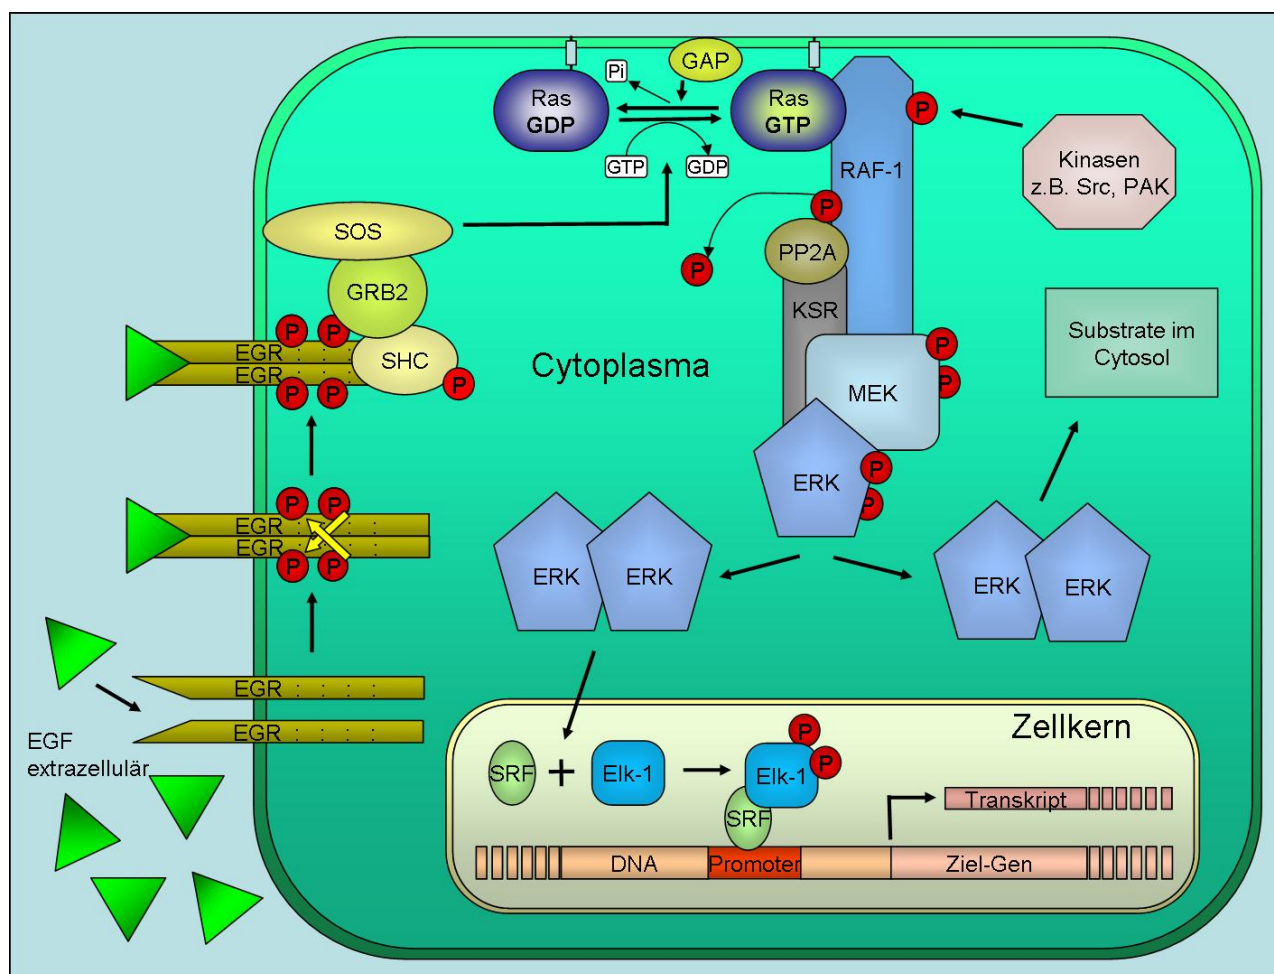 GAP
Pi
Ras
GDP
Ras
GTP
P
GTP
GDP
RAF-1
Kinasen
z.B. Src, PAK
P
SOS
PP2A
P
GRB2
KSR
P
P
EGR : : : :
EGR : : : :
SHC
P
P
P
Cytoplasma
P
P
MEK
Substrate im
Cytosol
P
P
ERK
P
P
EGR : : : :
EGR : : : :
P
P
ERK
ERK
ERK
ERK
EGR : : : :
EGR : : : :
EGF
extrazellulär
Zellkern
P
P
SRF
+
Elk-1
Elk-1
SRF
Transkript
DNA
Promoter
Ziel-Gen